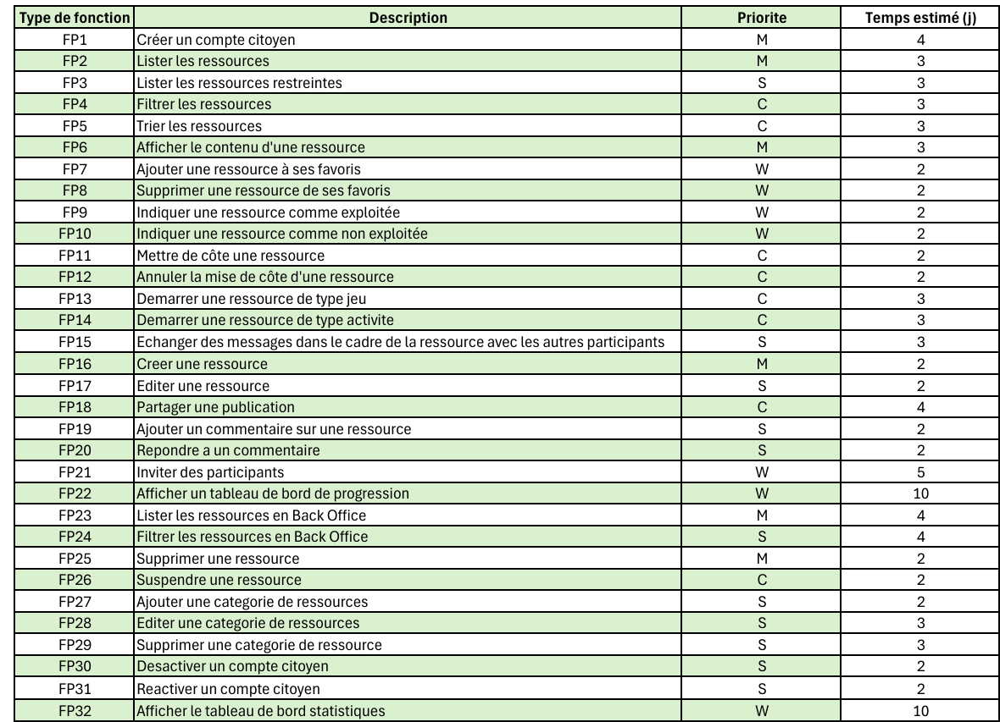 Type de fonction Description Priorite Temps estimé (j)
FP1 Créer un compte citoyen M 4
FP2 Lister les ressources M 3
FP3 Lister les ressources restreintes S 3
FP4 Filtrer les ressources C 3
FP5 Trier les ressources C 3
FP6 Afficher le contenu d'une ressource M 3
FP7 Ajouter une ressource à ses favoris W 2
FP8 Supprimer une ressource de ses favoris W 2
FP9 Indiquer une ressource comme exploitée W 2
FP10 Indiquer une ressource comme non exploitée W 2
FP11 Mettre de côte une ressource C 2
FP12 Annuler la mise de côte d'une ressource C 2
FP13 Demarrer une ressource de type jeu C 3
FP14 Demarrer une ressource de type activite C 3
FP15 Echanger des messages dans le cadre de la ressource avec les autres participants S 3
FP16 Creer une ressource M 2
FP17 Editer une ressource S 2
FP18 Partager une publication C 4
FP19 Ajouter un commentaire sur une ressource S 2
FP20 Repondre a un commentaire S 2
FP21 Inviter des participants W 5
FP22 Afficher un tableau de bord de progression W 10
FP23 Lister les ressources en Back Office M 4
FP24 Filtrer les ressources en Back Office S 4
FP25 Supprimer une ressource M 2
FP26 Suspendre une ressource C 2
FP27 Ajouter une categorie de ressources S 2
FP28 Editer une categorie de ressources S 3
FP29 Supprimer une categorie de ressource S 3
FP30 Desactiver un compte citoyen S 2
FP31 Reactiver un compte citoyen S 2
FP32 Afficher le tableau de bord statistiques W 10